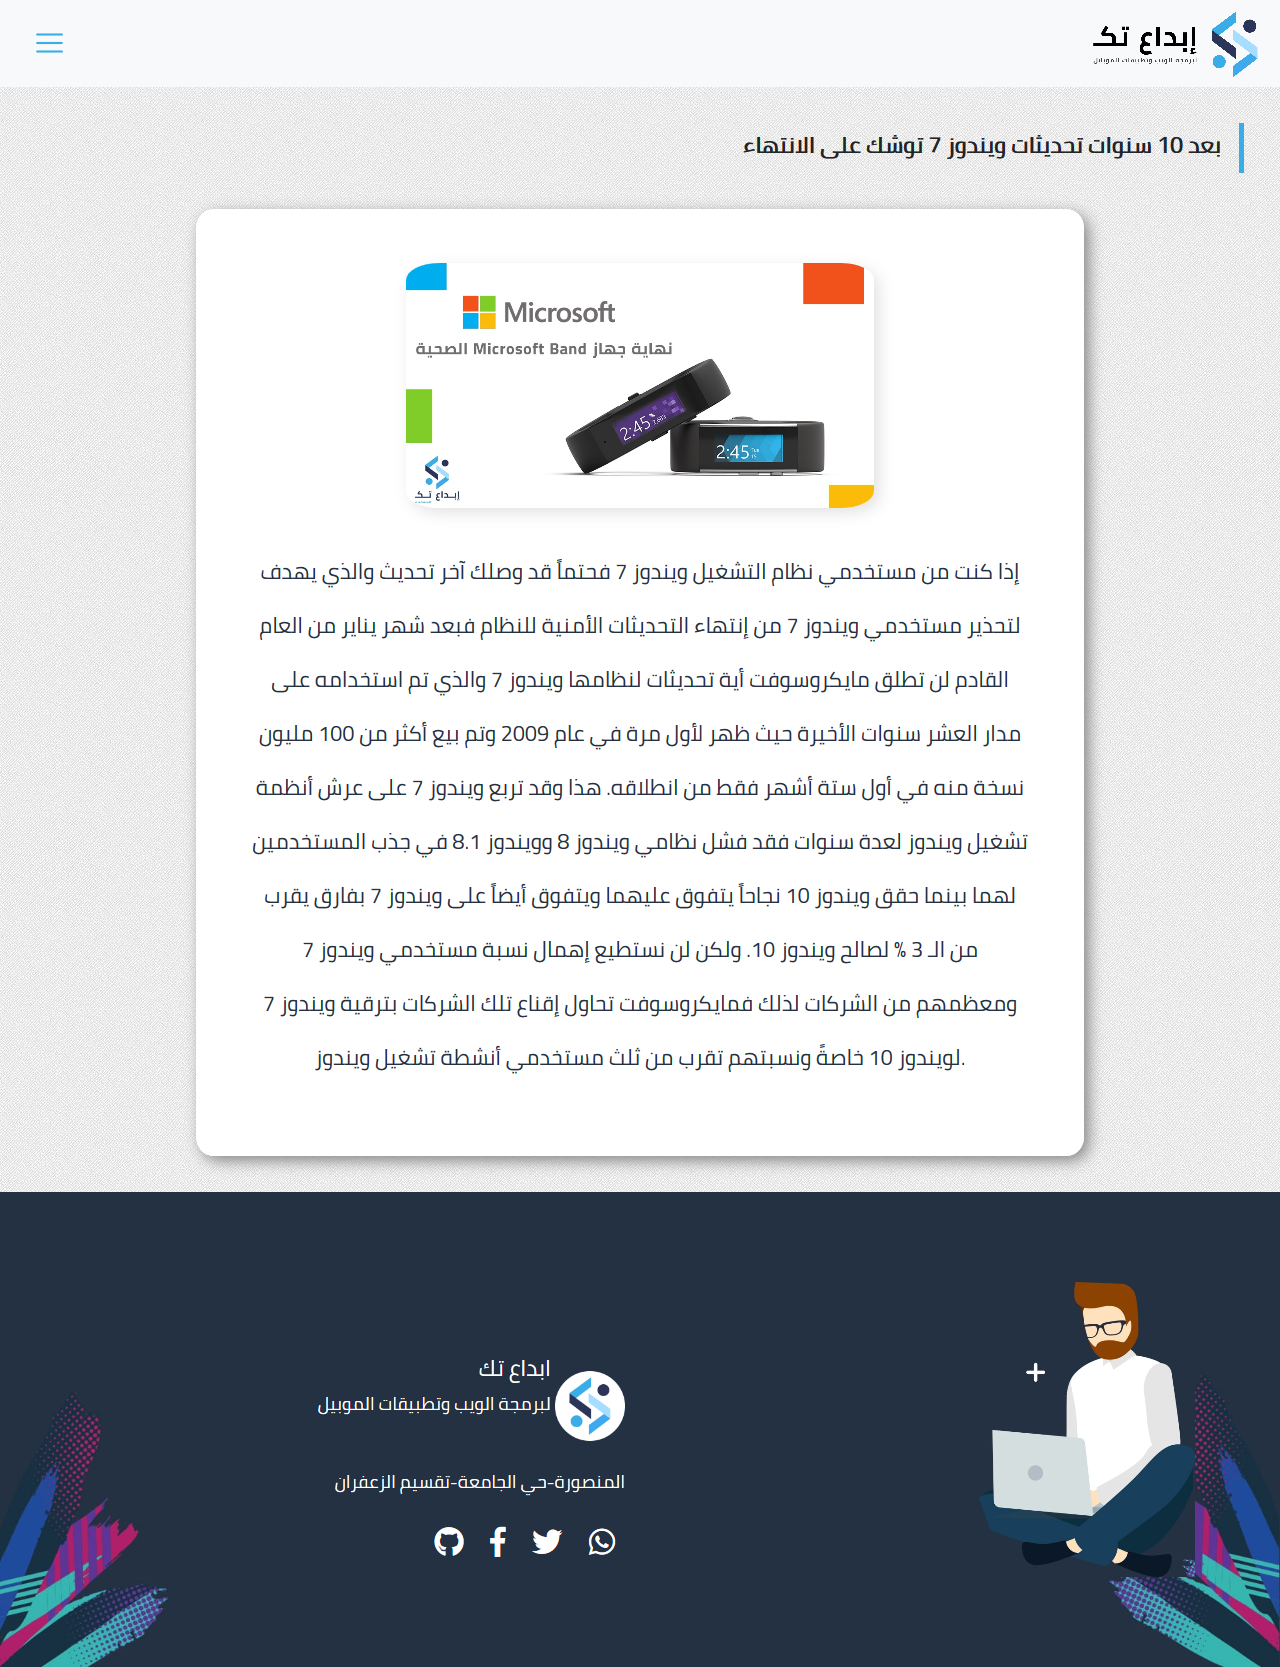 إبداع تك
لبرمجة الويب وتطبيقات الموبايل
بعد 10 سنوات تحديثات ويندوز 7 توشك على الانتهاء
Microsoft
نهاية جهاز Microsoft Band الصحية
2:45
2:45
إبداع تك
إذا كنت من مستخدمي نظام التشغيل ويندوز 7 فحتماً قد وصلك آخر تحديث والذي يهدف
لتحذير مستخدمي ويندوز 7 من إنتهاء التحديثات الأمنية للنظام فبعد شهر يناير من العام
القادم لن تطلق مايكروسوفت أية تحديثات لنظامها ويندوز 7 والذي تم استخدامه على
مدار العشر سنوات الأخيرة حيث ظهر لأول مرة في عام 2009 وتم بيع أكثر من 100 مليون
نسخة منه في أول ستة أشهر فقط من انطلاقه. هذا وقد تربع ويندوز 7 على عرش أنظمة
تشغيل ويندوز لعدة سنوات فقد فشل نظامي ويندوز 8 وويندوز 8.1 في جذب المستخدمين
لهما بينما حقق ويندوز 10 نجاحاً يتفوق عليهما ويتفوق أيضاً على ويندوز 7 بفارق يقرب
من الـ 3 % لصالح ويندوز 10. ولكن لن نستطيع إهمال نسبة مستخدمي ويندوز 7
ومعظمهم من الشركات لذلك فمايكروسوفت تحاول إقناع تلك الشركات بترقية ويندوز 7
لويندوز 10 خاصةً ونسبتهم تقرب من ثلث مستخدمي أنشطة تشغيل ويندوز.
ابداع تك
لبرمجة الويب وتطبيقات الموبيل
المنصورة-حي الجامعة-تقسيم الزعفران